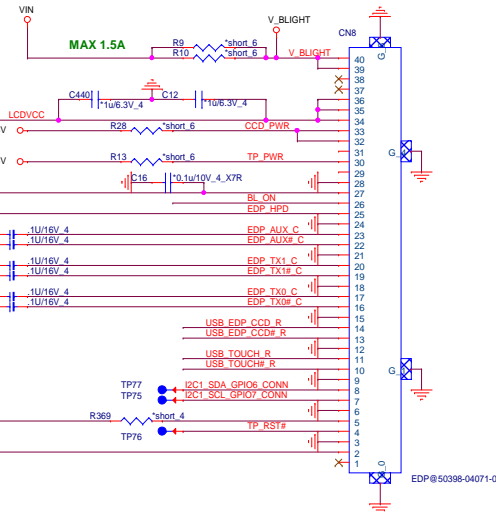 VIN
V_BLIGHT
CN8
MAX 1.5A
R9 *short_6
R10 *short_6
V_BLIGHT
40
39
38
37
C440 *1u/6.3V_4
C12 *1u/6.3V_4
36
35
LCDVCC
34
V R28 *short_6 CCD_PWR
33
32
31
V R13 *short_6 TP_PWR
30
29
C16 *0.1u/10V_4_X7R
28
27
BL_ON
26
EDP_HPD
25
24
.1U/16V_4 EDP_AUX_C
23
.1U/16V_4 EDP_AUX#_C
22
21
.1U/16V_4 EDP_TX1_C
20
.1U/16V_4 EDP_TX1#_C
19
18
.1U/16V_4 EDP_TX0_C
17
.1U/16V_4 EDP_TX0#_C
16
15
USB_EDP_CCD_R
14
USB_EDP_CCD#_R
13
12
USB_TOUCH_R
11
USB_TOUCH#_R
10
9
TP77 I2C1_SDA_GPIO6_CONN
8
TP75 I2C1_SCL_GPIO7_CONN
7
6
R369 *short_4
5
TP76 TP_RST#
4
3
2
1
EDP@50398-04071-0